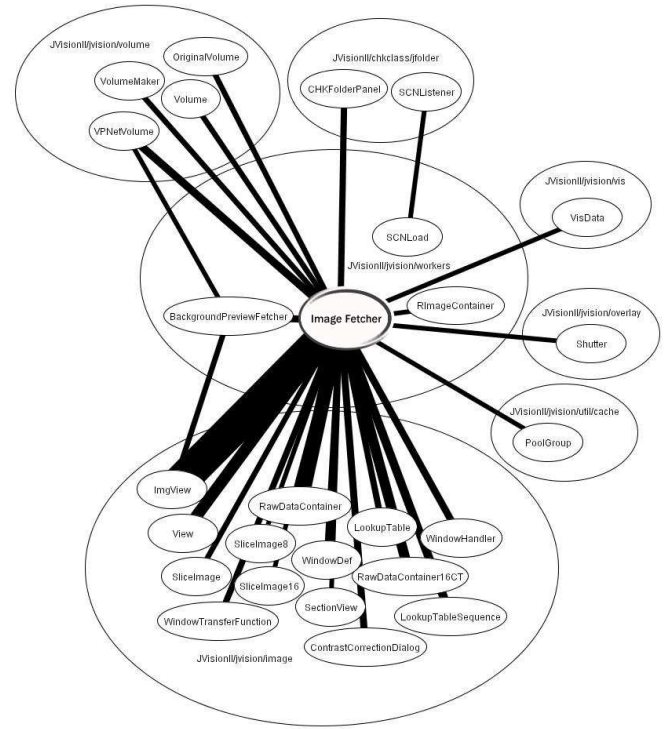 JVisionII/jvision/volume
OriginalVolume
VolumeMaker
Volume
VPNetVolume
JVisionII/chkclass/jfolder
CHKFolderPanel
SCNListener
JVisionII/jvision/vis
VisData
SCNLoad
JVisionII/jvision/workers
RImageContainer
BackgroundPreviewFetcher
Image Fetcher
JVisionII/jvision/overlay
Shutter
JVisionII/jvision/util/cache
PoolGroup
ImgView
RawDataContainer
View
LookupTable
WindowHandler
SliceImage8
WindowDef
SliceImage
SliceImage16
RawDataContainer16CT
SectionView
LookupTableSequence
WindowTransferFunction
ContrastCorrectionDialog
JVisionII/jvision/image